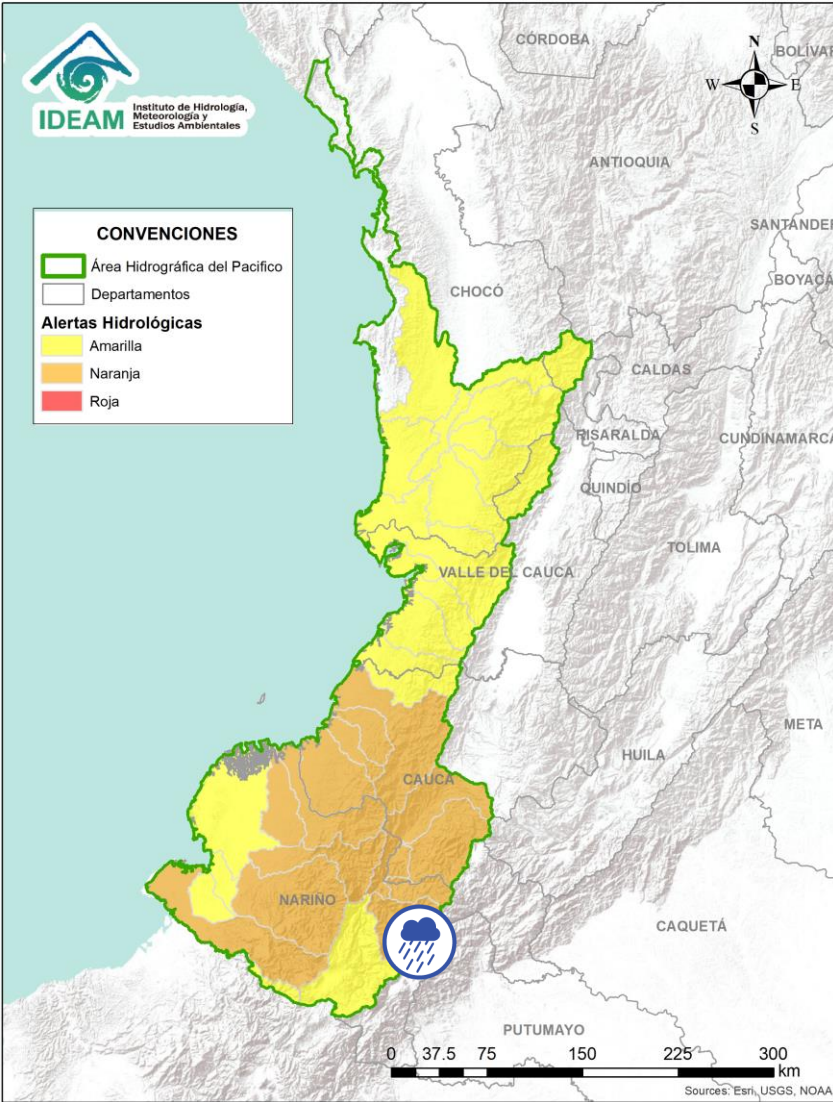 IDEAM
Instituto de Hidrología,
Meteorología y
Estudios Ambientales
N
W
E
S
CONVENCIONES
Área Hidrográfica del Pacifico
Departamentos
Alertas Hidrológicas
Amarilla
Naranja
Roja
CÓRDOBA
BOLÍVAR
ANTIOQUIA
SANTANDER
BOYACÁ
CHOCÓ
CALDAS
RISARALDA
CUNDINAMARCA
QUINDÍO
TOLIMA
VALLE DEL CAUCA
META
HUILA
CAUCA
NARIÑO
CAQUETÁ
PUTUMAYO
0 37.5 75 150 225 300
km
Sources: Esri, USGS, NOAA